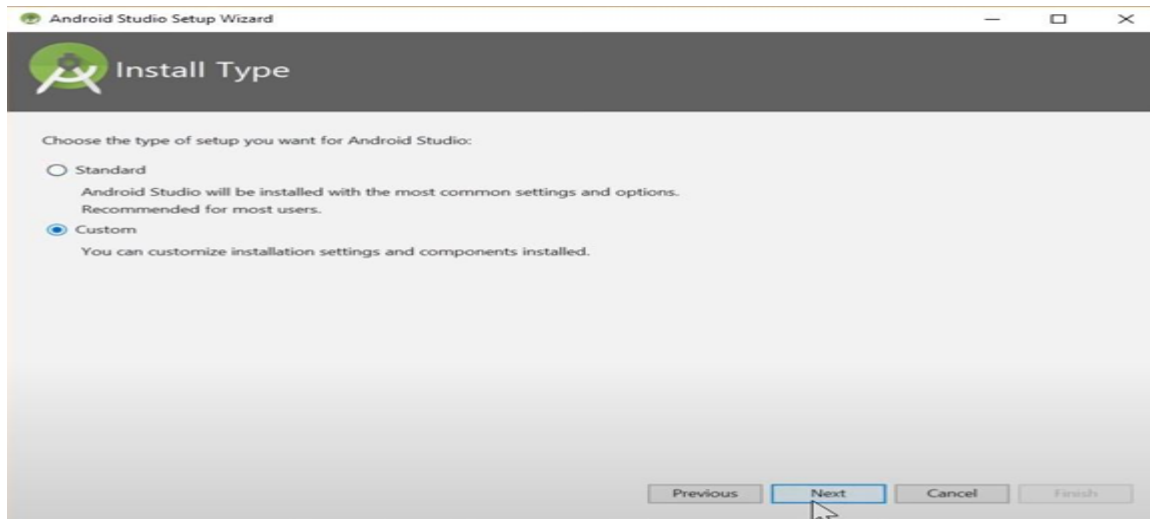 Android Studio Setup Wizard
Install Type
Choose the type of setup you want for Android Studio:
Standard
Android Studio will be installed with the most common settings and options.
Recommended for most users.
Custom
You can customize installation settings and components installed.
Previous Next Cancel Finish